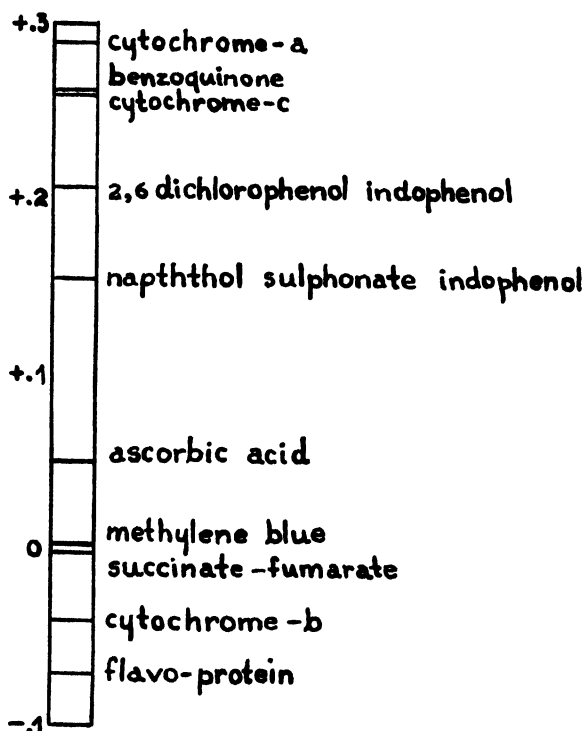 +.3
cytochrome-a
benzoquinone
cytochrome-c
+.2
2,6 dichlorophenol indophenol
napththol sulphonate indophenol
+.1
ascorbic acid
methylene blue
0
succinate-fumarate
cytochrome-b
flavo-protein
-.1